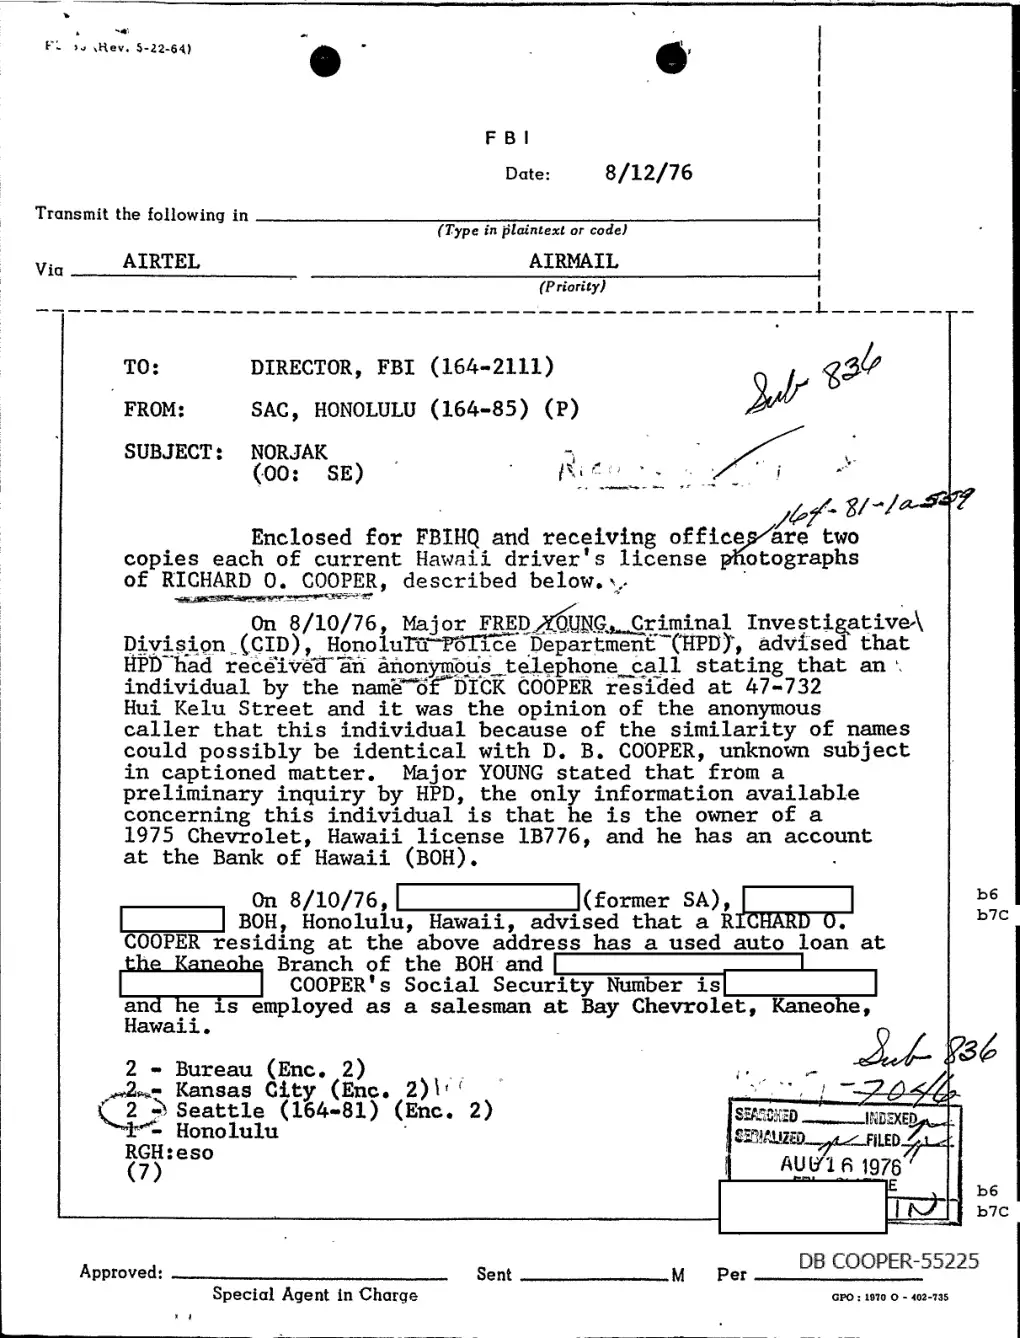 (Rev. 5-22-64)
F B I
Date: 8/12/76
Transmit the following in
(Type in plaintext or code)
Via AIRTEL AIRMAIL
(Priority)
TO: DIRECTOR, FBI (164-2111)
FROM: SAC, HONOLULU (164-85) (P)
SUBJECT: NORJAK
(OO: SE)
Sub 836
164-81-1a-559
Enclosed for FBIHQ and receiving offices are two
copies each of current Hawaii driver's license photographs
of RICHARD O. COOPER, described below.
On 8/10/76, Major FRED YOUNG, Criminal Investigative
Division (CID), Honolulu Police Department (HPD), advised that
HPD had received an anonymous telephone call stating that an
individual by the name of DICK COOPER resided at 47-732
Hui Kelu Street and it was the opinion of the anonymous
caller that this individual because of the similarity of names
could possibly be identical with D. B. COOPER, unknown subject
in captioned matter. Major YOUNG stated that from a
preliminary inquiry by HPD, the only information available
concerning this individual is that he is the owner of a
1975 Chevrolet, Hawaii license 1B776, and he has an account
at the Bank of Hawaii (BOH).
On 8/10/76, (former SA),
b6
b7C
BOH, Honolulu, Hawaii, advised that a RICHARD O.
COOPER residing at the above address has a used auto loan at
the Kaneohe Branch of the BOH and
COOPER's Social Security Number is
and he is employed as a salesman at Bay Chevrolet, Kaneohe,
Hawaii.
2 - Bureau (Enc. 2)
2 - Kansas City (Enc. 2)
2 - Seattle (164-81) (Enc. 2)
1 - Honolulu
RGH:eso
(7)
Sub 836
-7046
SEARCHED INDEXED
SERIALIZED FILED
AUG 16 1976
b6
b7C
DB COOPER-55225
Approved: Sent M Per
Special Agent in Charge
GPO : 1970 O - 402-735